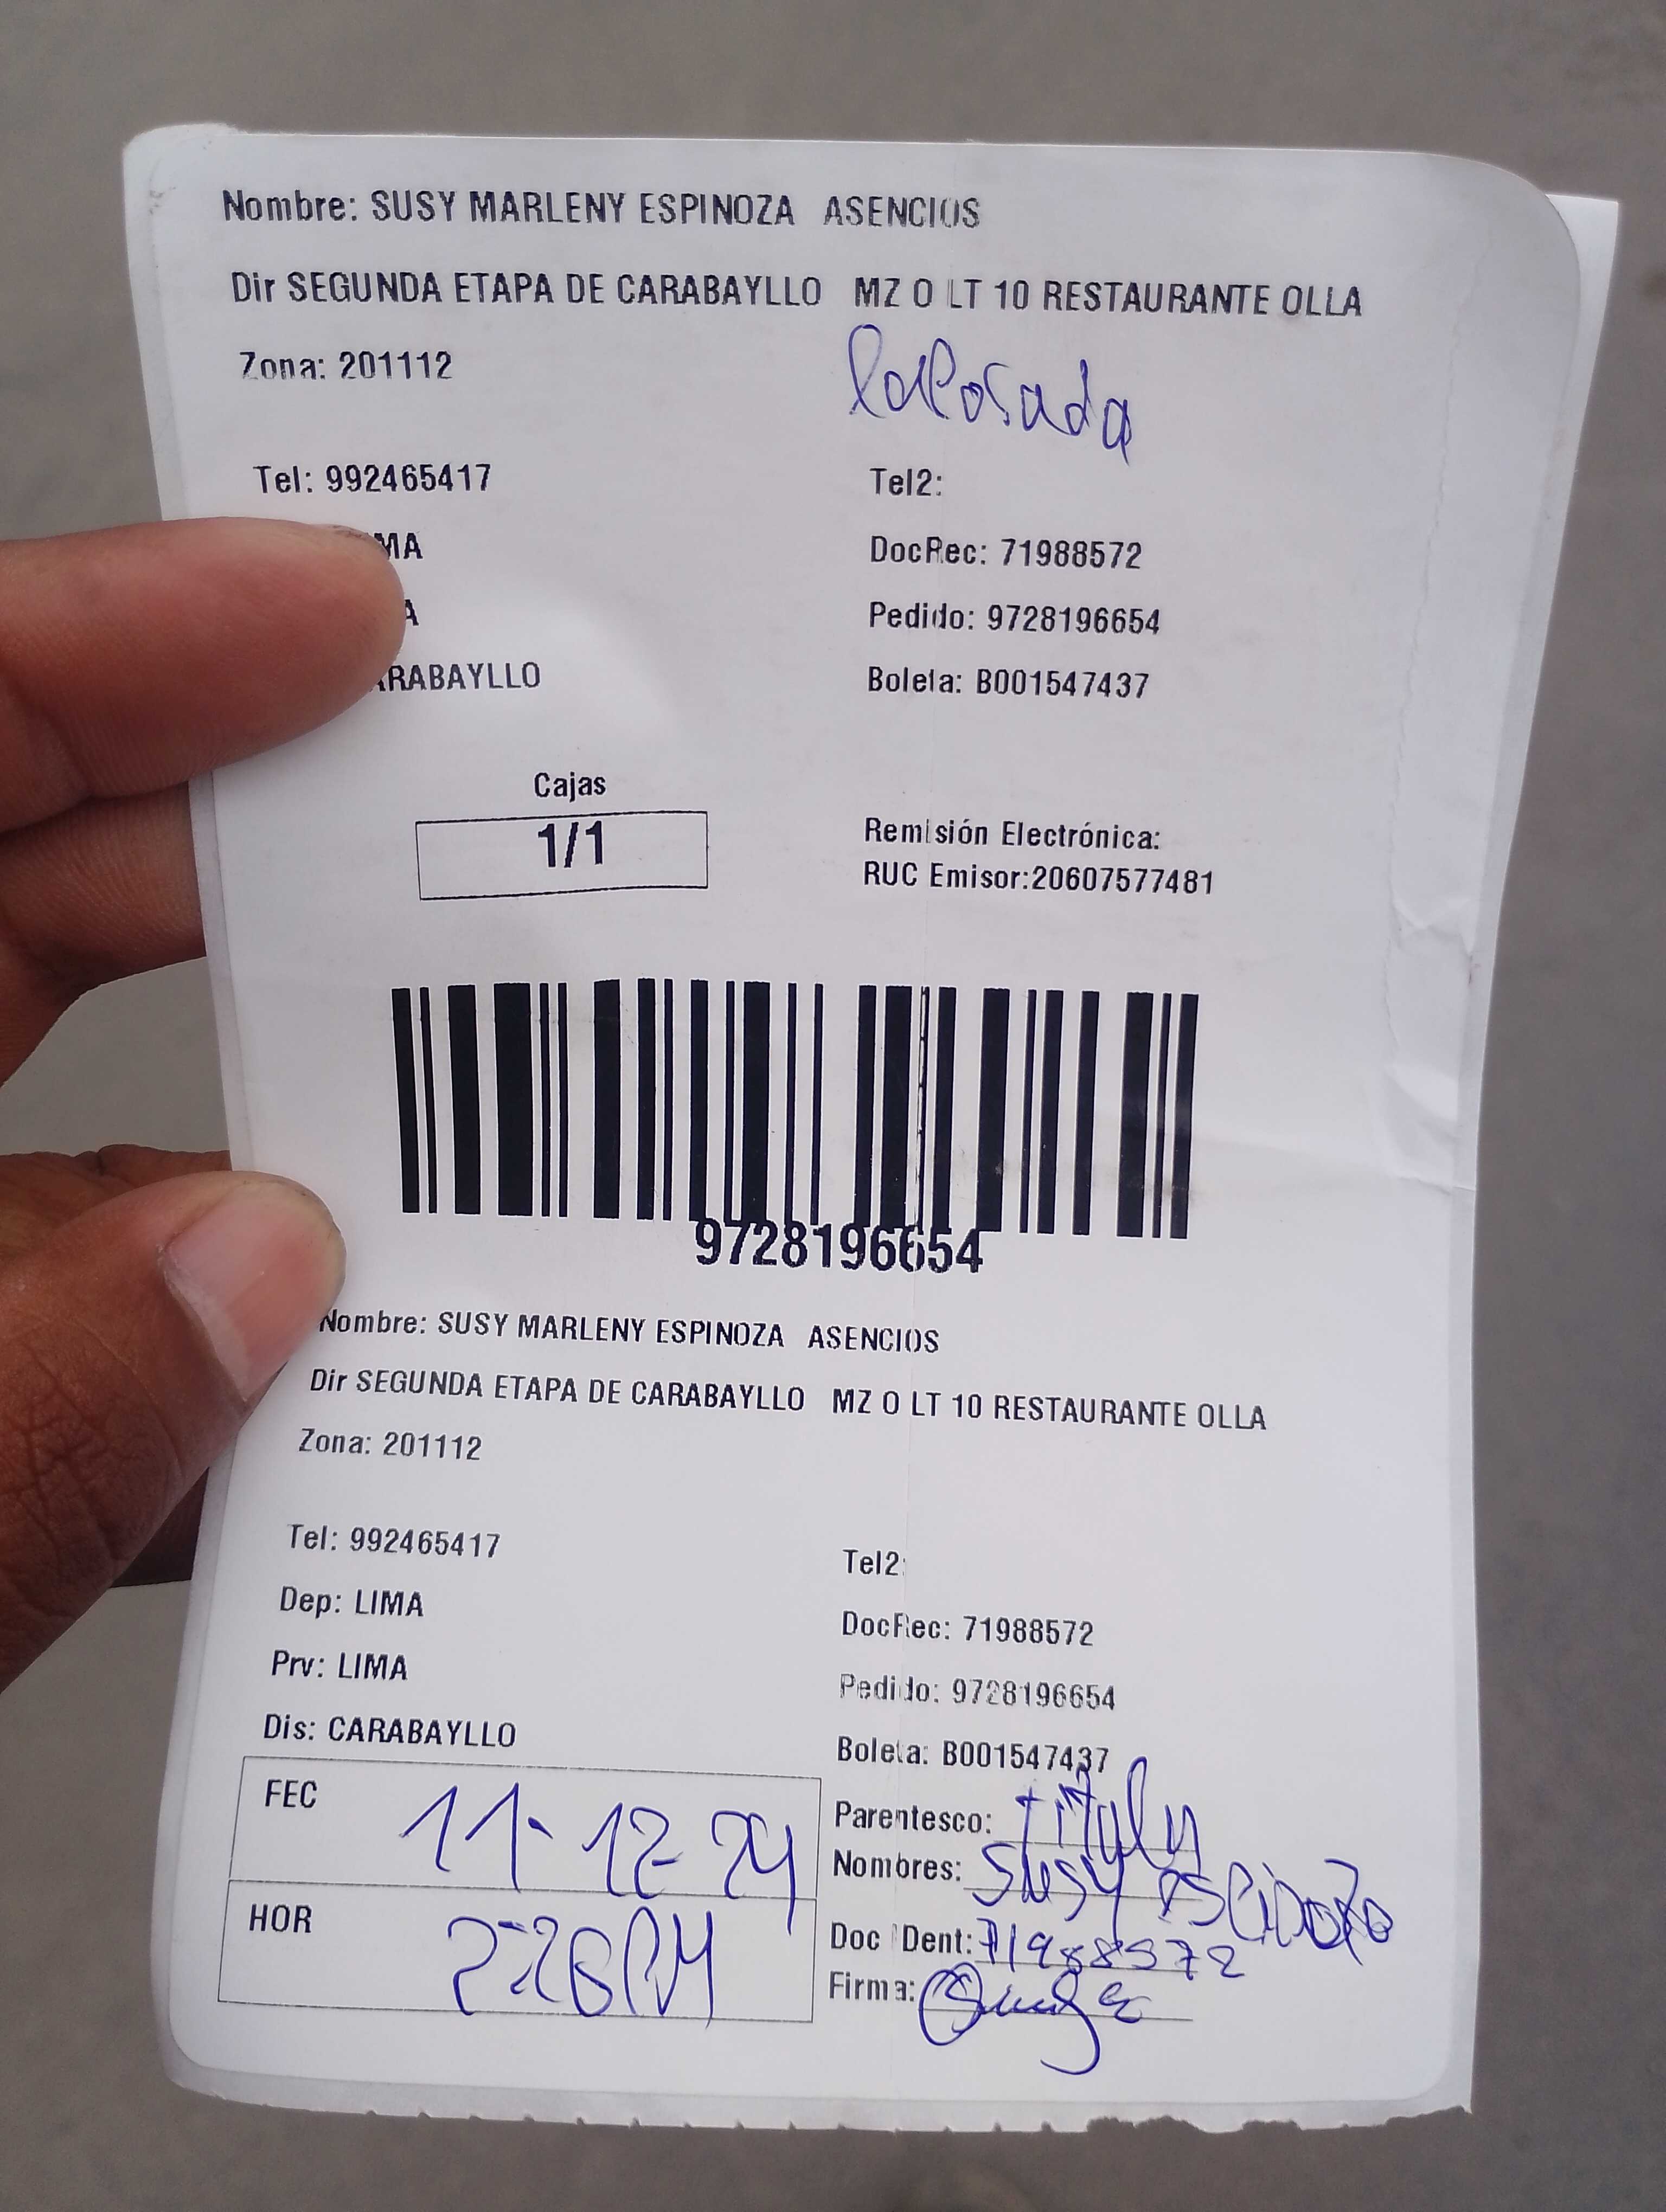 Nombre: SUSY MARLENY ESPINOZA ASENCIOS
Dir SEGUNDA ETAPA DE CARABAYLLO MZ O LT 10 RESTAURANTE OLLA
Zona: 201112
laPosada
Tel: 992465417
Tel2:
MA
DocRec: 71988572
A
Pedido: 9728196654
ARABAYLLO
Boleta: B001547437
Cajas
1/1
Remisión Electrónica:
RUC Emisor:20607577481
9728196654
Nombre: SUSY MARLENY ESPINOZA ASENCIOS
Dir SEGUNDA ETAPA DE CARABAYLLO MZ O LT 10 RESTAURANTE OLLA
Zona: 201112
Tel: 992465417
Tel2:
Dep: LIMA
DocRec: 71988572
Prv: LIMA
Pedido: 9728196654
Dis: CARABAYLLO
Boleta: B001547437
FEC 11-12-24
Parentesco:
Nombres: Susy
HOR
Doc Dent: 71988572
Firma: